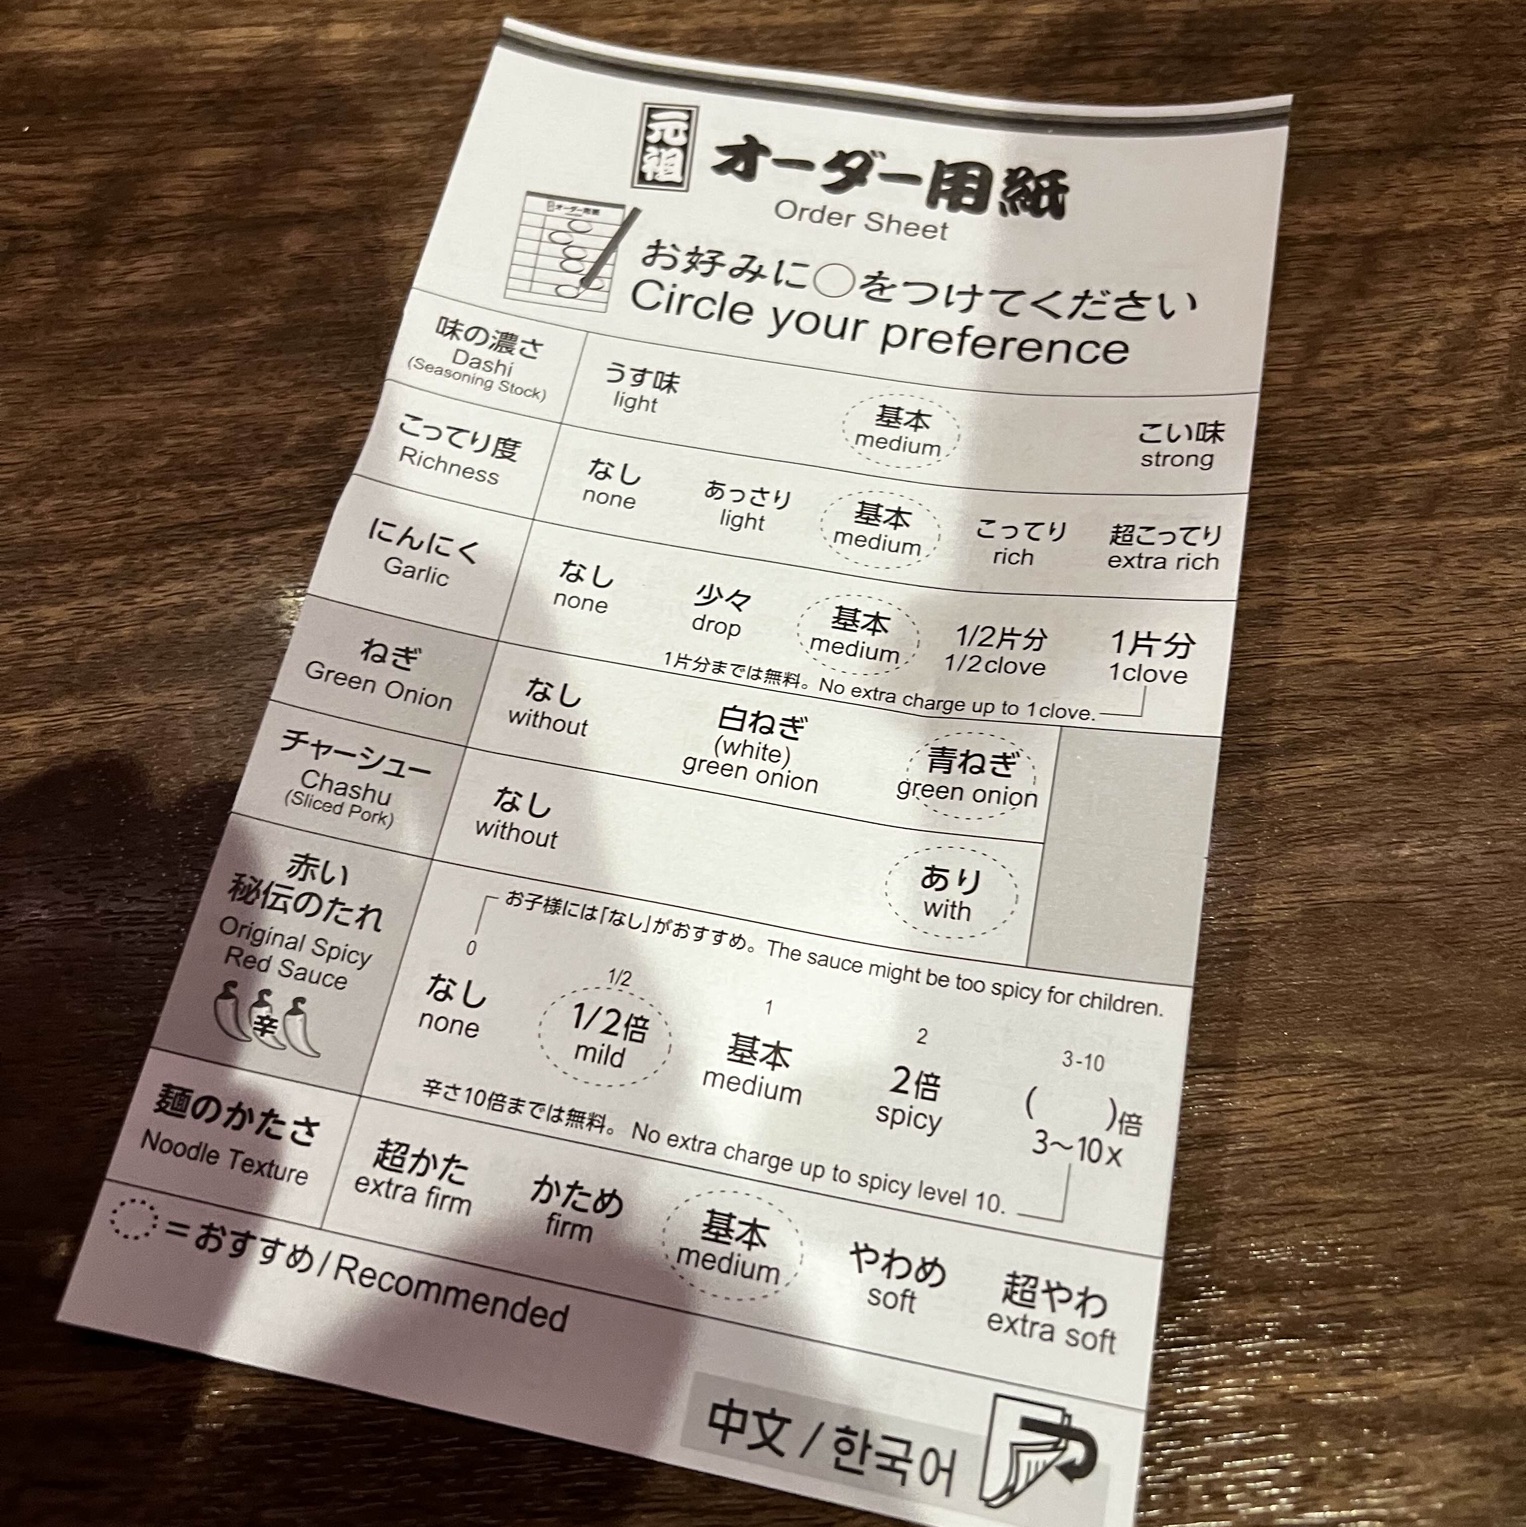 元祖 オーダー用紙
Order Sheet
オーダー用紙
お好みに○をつけてください
Circle your preference
味の濃さ
Dashi
(Seasoning Stock)
うす味
light
基本
medium
こい味
strong
こってり度
Richness
なし
none
あっさり
light
基本
medium
こってり
rich
超こってり
extra rich
にんにく
Garlic
なし
none
少々
drop
基本
medium
1/2片分
1/2clove
1片分
1clove
1片分までは無料。No extra charge up to 1clove.
ねぎ
Green Onion
なし
without
白ねぎ
(white)
green onion
青ねぎ
green onion
チャーシュー
Chashu
(Sliced Pork)
なし
without
あり
with
赤い
秘伝のたれ
Original Spicy
Red Sauce
辛
お子様には「なし」がおすすめ。The sauce might be too spicy for children.
0
なし
none
1/2
1/2倍
mild
1
基本
medium
2
2倍
spicy
3-10
( )倍
3〜10x
辛さ10倍までは無料。No extra charge up to spicy level 10.
麺のかたさ
Noodle Texture
超かた
extra firm
かため
firm
基本
medium
やわめ
soft
超やわ
extra soft
=おすすめ/Recommended
中文/한국어